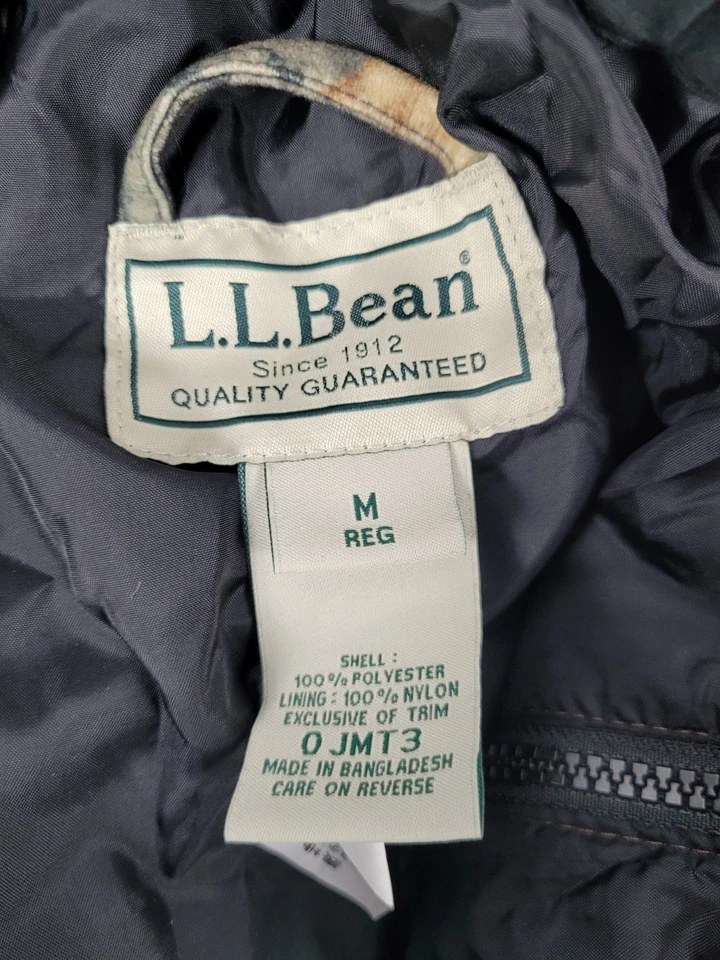 L.L.Bean®
Since 1912
QUALITY GUARANTEED
M
REG
SHELL :
100% POLYESTER
LINING : 100% NYLON
EXCLUSIVE OF TRIM
0 JMT3
MADE IN BANGLADESH
CARE ON REVERSE